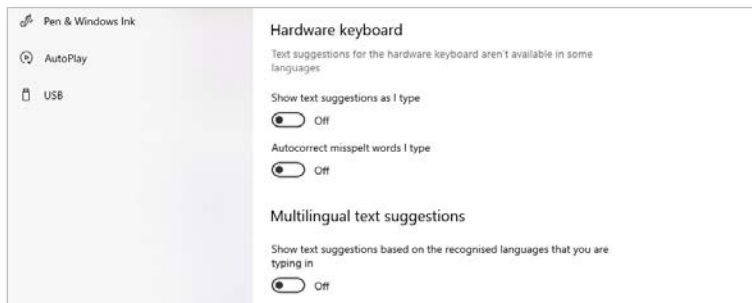 Pen & Windows Ink
AutoPlay
USB
Hardware keyboard
Text suggestions for the hardware keyboard aren't available in some
languages
Show text suggestions as I type
Off
Autocorrect misspelt words I type
Off
Multilingual text suggestions
Show text suggestions based on the recognised languages that you are
typing in
Off